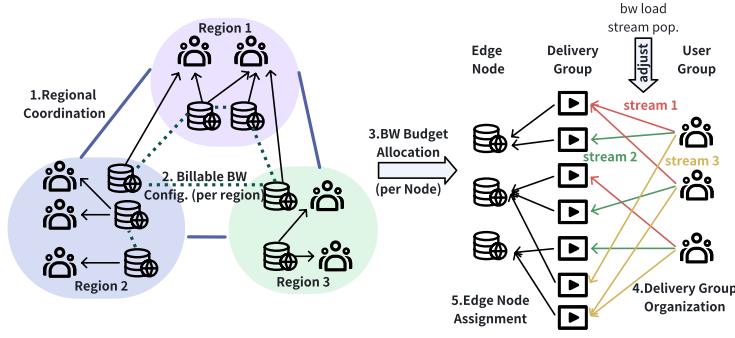 Region 1
1.Regional
Coordination
2. Billable BW
Config. (per region)
Region 2
Region 3
3.BW Budget
Allocation
(per Node)
bw load
stream pop.
adjust
Edge
Node
Delivery
Group
User
Group
stream 1
stream 2
stream 3
4.Delivery Group
Organization
5.Edge Node
Assignment